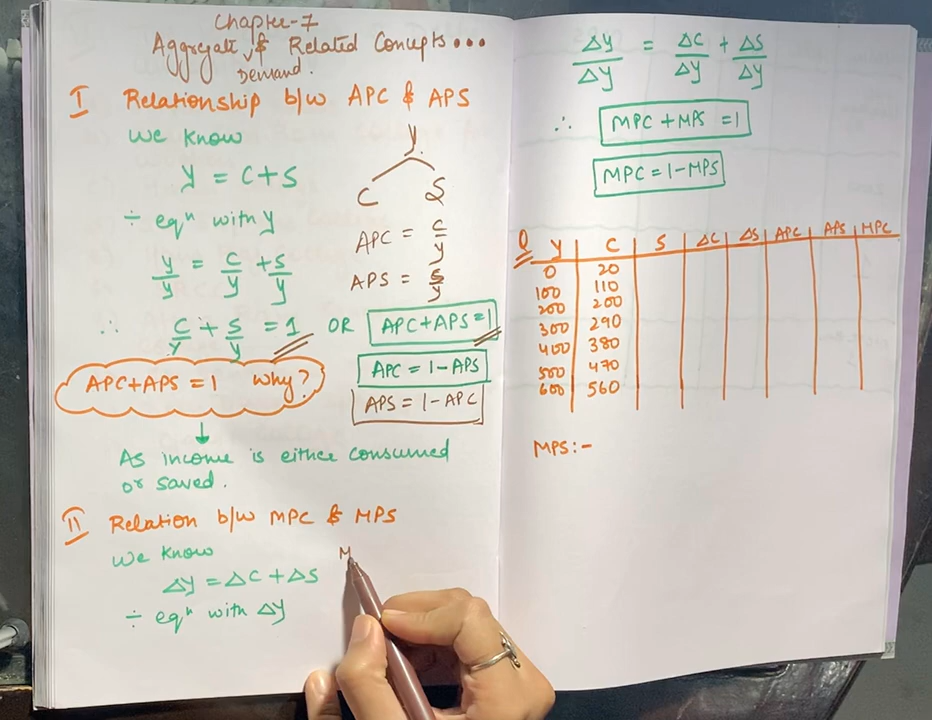 Chapter-7
Aggregate Demand & Related Concepts...
I Relationship b/w APC & APS
We know
Y = C+S
÷ eqⁿ with Y
Y/Y = C/Y + S/Y
∴ C/Y + S/Y = 1 OR APC+APS=1
APC+APS = 1 why?
As income is either consumed
or saved.
Y
C S
APC = C/Y
APS = S/Y
APC = 1-APS
APS = 1-APC
II Relation b/w MPC & MPS
We know
ΔY = ΔC + ΔS
÷ eqⁿ with ΔY
M
ΔY/ΔY = ΔC/ΔY + ΔS/ΔY
∴ MPC+MPS =1
MPC = 1-MPS
Q Y C S ΔC ΔS APC APS MPC
0 20
100 110
200 200
300 290
400 380
500 470
600 560
MPS:-